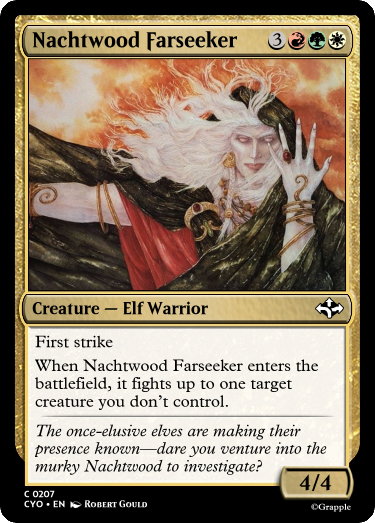 Nachtwood Farseeker 3
Creature — Elf Warrior
First strike
When Nachtwood Farseeker enters the
battlefield, it fights up to one target
creature you don't control.
The once-elusive elves are making their
presence known—dare you venture into the
murky Nachtwood to investigate?
4/4
C 0207
CYO • EN Robert Gould
©Grapple